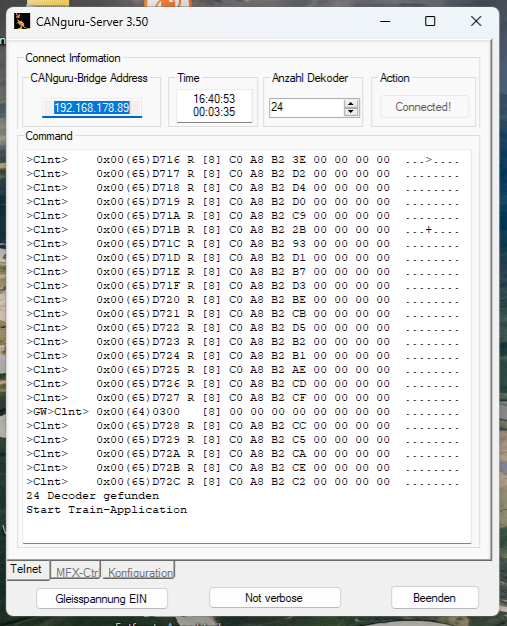 CANguru-Server 3.50
Connect Information
CANguru-Bridge Address
Time
Anzahl Dekoder
Action
192.168.178.89
16:40:53
00:03:35
24
Connected!
Command
>Clnt> 0x00(65)D716 R [8] C0 A8 B2 3E 00 00 00 00 ...>....
>Clnt> 0x00(65)D717 R [8] C0 A8 B2 D2 00 00 00 00 ........
>Clnt> 0x00(65)D718 R [8] C0 A8 B2 D4 00 00 00 00 ........
>Clnt> 0x00(65)D719 R [8] C0 A8 B2 D0 00 00 00 00 ........
>Clnt> 0x00(65)D71A R [8] C0 A8 B2 C9 00 00 00 00 ........
>Clnt> 0x00(65)D71B R [8] C0 A8 B2 2B 00 00 00 00 ...+....
>Clnt> 0x00(65)D71C R [8] C0 A8 B2 93 00 00 00 00 ........
>Clnt> 0x00(65)D71D R [8] C0 A8 B2 D1 00 00 00 00 ........
>Clnt> 0x00(65)D71E R [8] C0 A8 B2 B7 00 00 00 00 ........
>Clnt> 0x00(65)D71F R [8] C0 A8 B2 D3 00 00 00 00 ........
>Clnt> 0x00(65)D720 R [8] C0 A8 B2 BE 00 00 00 00 ........
>Clnt> 0x00(65)D721 R [8] C0 A8 B2 CB 00 00 00 00 ........
>Clnt> 0x00(65)D722 R [8] C0 A8 B2 D5 00 00 00 00 ........
>Clnt> 0x00(65)D723 R [8] C0 A8 B2 B2 00 00 00 00 ........
>Clnt> 0x00(65)D724 R [8] C0 A8 B2 B1 00 00 00 00 ........
>Clnt> 0x00(65)D725 R [8] C0 A8 B2 AE 00 00 00 00 ........
>Clnt> 0x00(65)D726 R [8] C0 A8 B2 CD 00 00 00 00 ........
>Clnt> 0x00(65)D727 R [8] C0 A8 B2 CF 00 00 00 00 ........
>GW>Clnt> 0x00(64)0300 [8] 00 00 00 00 00 00 00 00 ........
>Clnt> 0x00(65)D728 R [8] C0 A8 B2 CC 00 00 00 00 ........
>Clnt> 0x00(65)D729 R [8] C0 A8 B2 C5 00 00 00 00 ........
>Clnt> 0x00(65)D72A R [8] C0 A8 B2 CA 00 00 00 00 ........
>Clnt> 0x00(65)D72B R [8] C0 A8 B2 CE 00 00 00 00 ........
>Clnt> 0x00(65)D72C R [8] C0 A8 B2 C2 00 00 00 00 ........
24 Decoder gefunden
Start Train-Application
Telnet
MFX-Ctr
Konfiguration
Gleisspannung EIN
Not verbose
Beenden